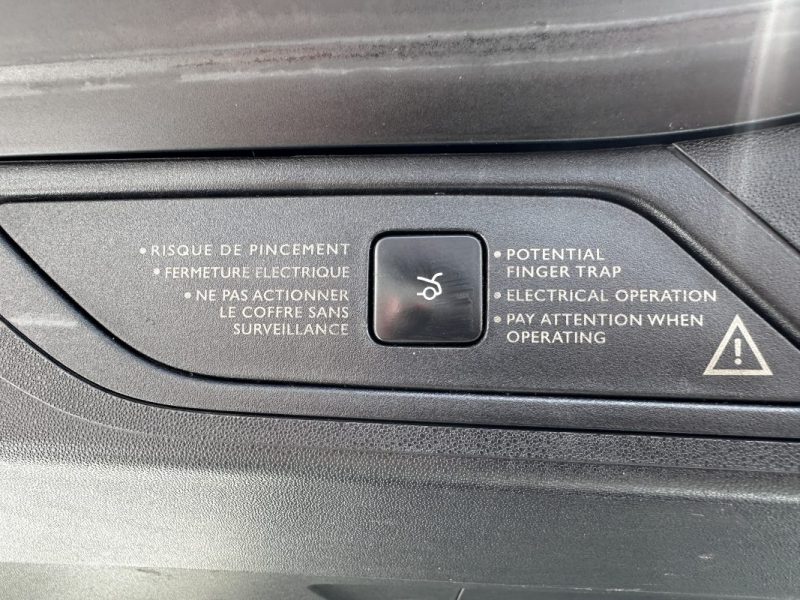 • RISQUE DE PINCEMENT
• FERMETURE ELECTRIQUE
• NE PAS ACTIONNER
LE COFFRE SANS
SURVEILLANCE
• POTENTIAL
FINGER TRAP
• ELECTRICAL OPERATION
• PAY ATTENTION WHEN
OPERATING